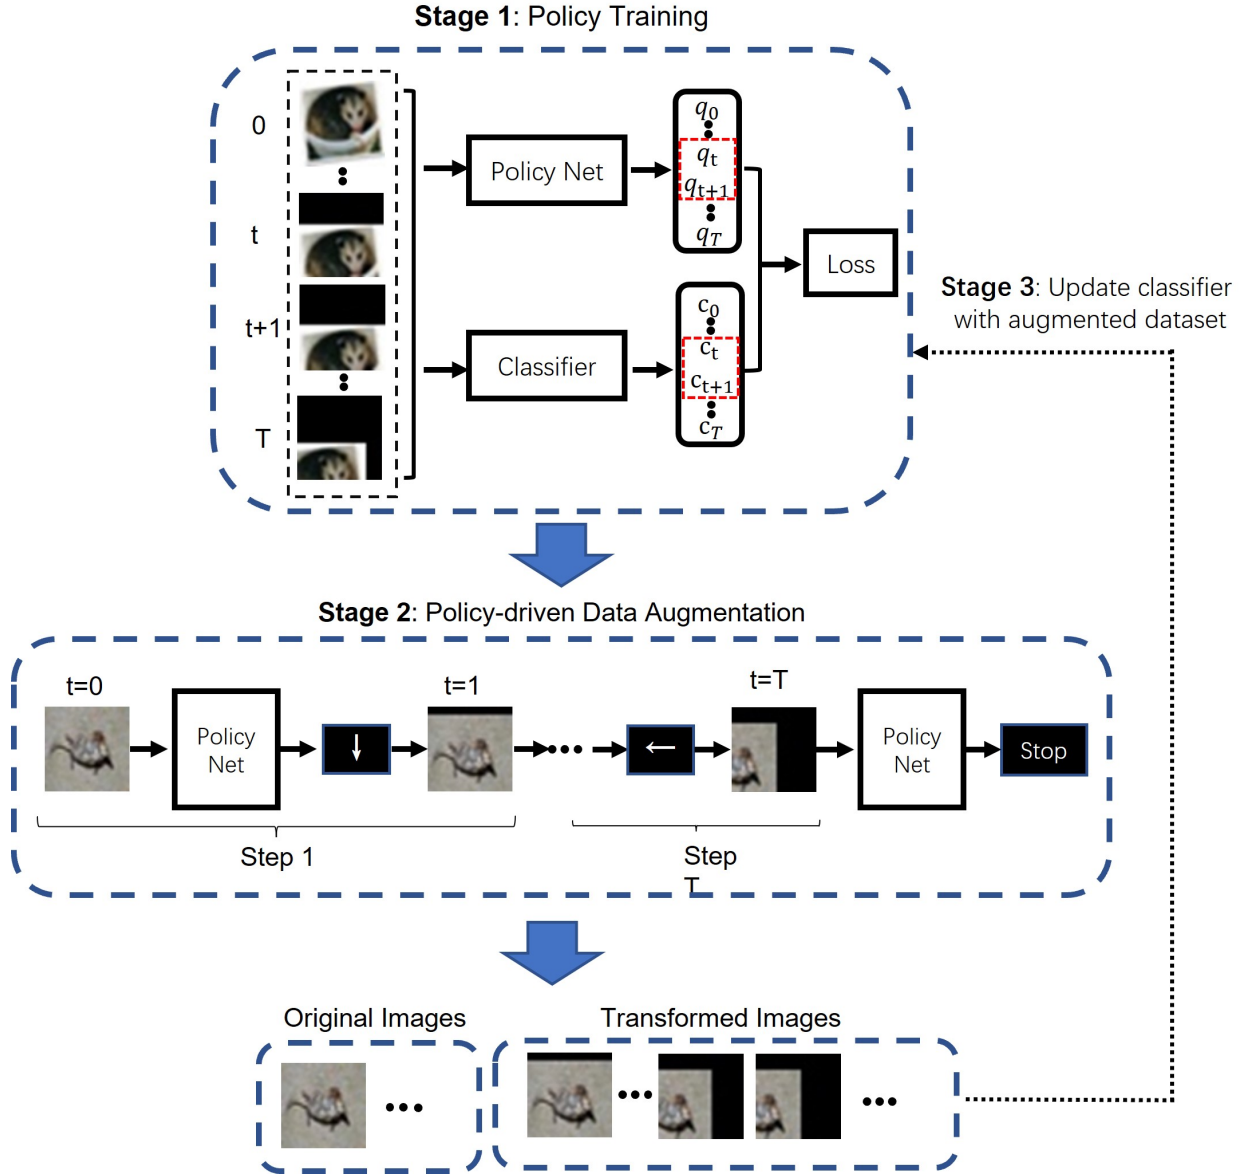 Stage 1: Policy Training
0
t
t+1
T
Policy Net
Classifier
q0
qt
qt+1
qT
c0
ct
ct+1
cT
Loss
Stage 3: Update classifier
with augmented dataset
Stage 2: Policy-driven Data Augmentation
t=0
t=1
t=T
Policy
Net
↓
←
Policy
Net
Stop
Step 1
Step
T
Original Images
Transformed Images